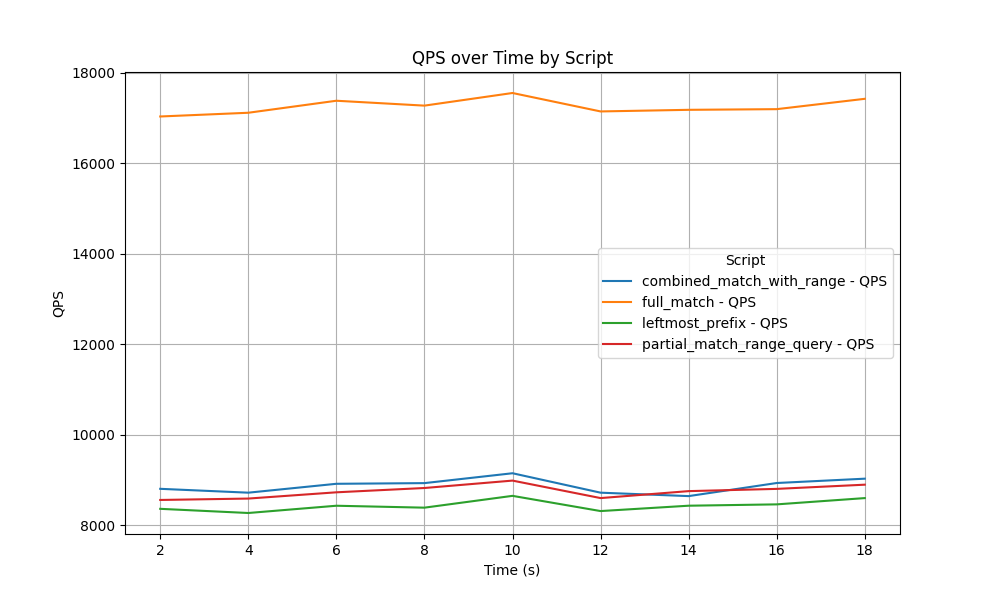 QPS over Time by Script
18000
16000
14000
12000
10000
8000
QPS
Script
combined_match_with_range - QPS
full_match - QPS
leftmost_prefix - QPS
partial_match_range_query - QPS
2 4 6 8 10 12 14 16 18
Time (s)